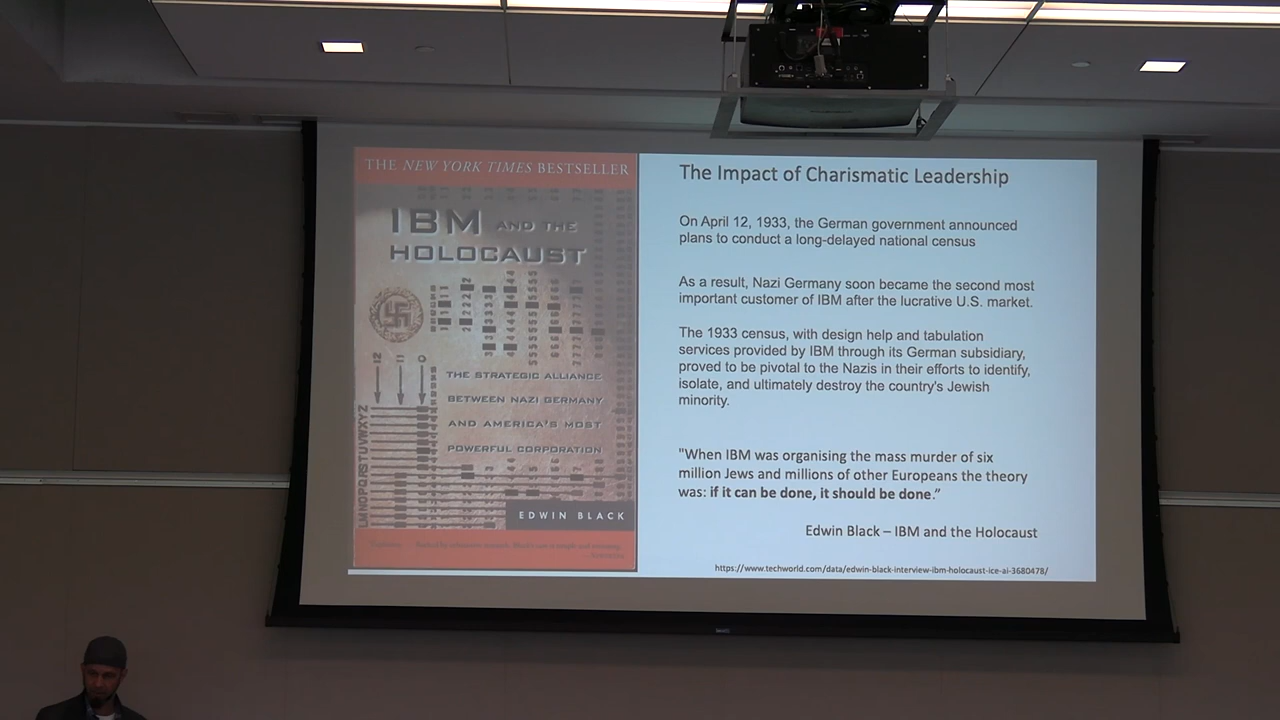 THE NEW YORK TIMES BESTSELLER
IBM AND THE
HOLOCAUST
12 11 0
THE STRATEGIC ALLIANCE
BETWEEN NAZI GERMANY
AND AMERICA'S MOST
POWERFUL CORPORATION
LMNOPQRSTUVWXYZ
EDWIN BLACK
The Impact of Charismatic Leadership
On April 12, 1933, the German government announced
plans to conduct a long-delayed national census
As a result, Nazi Germany soon became the second most
important customer of IBM after the lucrative U.S. market.
The 1933 census, with design help and tabulation
services provided by IBM through its German subsidiary,
proved to be pivotal to the Nazis in their efforts to identify,
isolate, and ultimately destroy the country's Jewish
minority.
"When IBM was organising the mass murder of six
million Jews and millions of other Europeans the theory
was: if it can be done, it should be done.”
Edwin Black – IBM and the Holocaust
https://www.techworld.com/data/edwin-black-interview-ibm-holocaust-ice-ai-3680478/